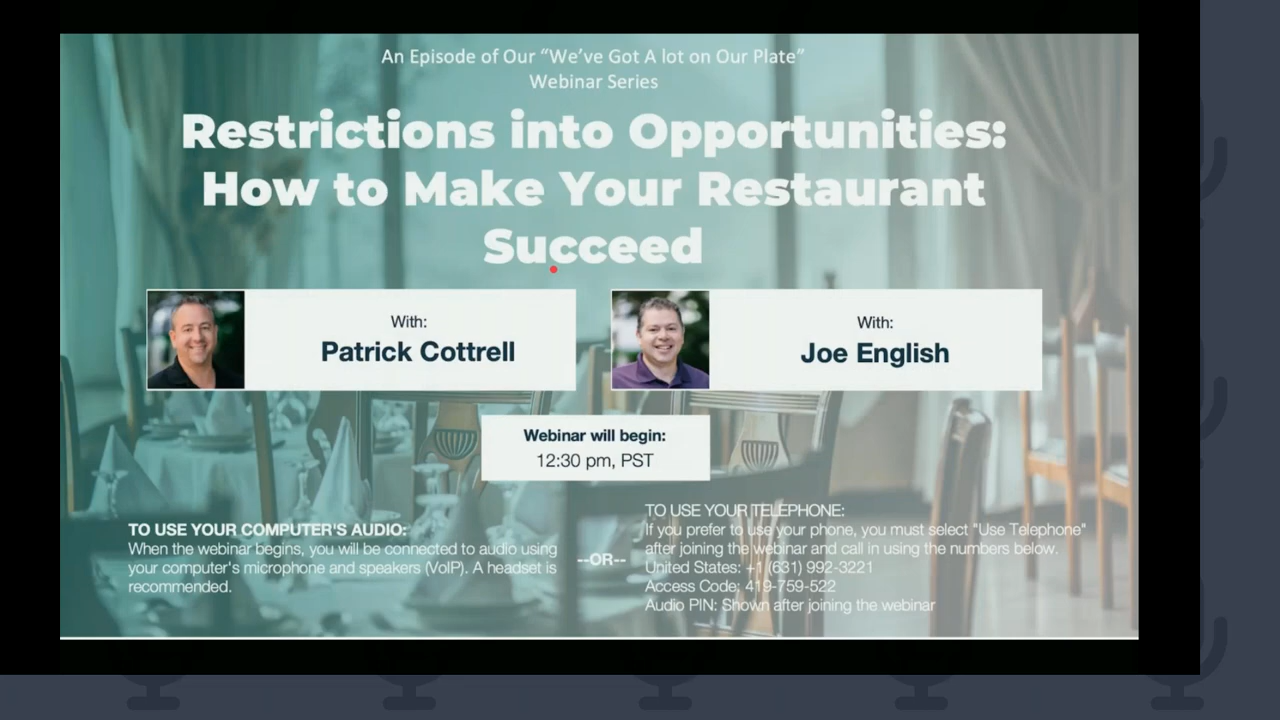 An Episode of Our “We’ve Got A lot on Our Plate”
Webinar Series
Restrictions into Opportunities:
How to Make Your Restaurant
Succeed
With:
Patrick Cottrell
With:
Joe English
Webinar will begin:
12:30 pm, PST
TO USE YOUR COMPUTER'S AUDIO:
When the webinar begins, you will be connected to audio using
your computer's microphone and speakers (VoIP). A headset is
recommended.
--OR--
TO USE YOUR TELEPHONE:
If you prefer to use your phone, you must select "Use Telephone"
after joining the webinar and call in using the numbers below.
United States: +1 (631) 992-3221
Access Code: 419-759-522
Audio PIN: Shown after joining the webinar